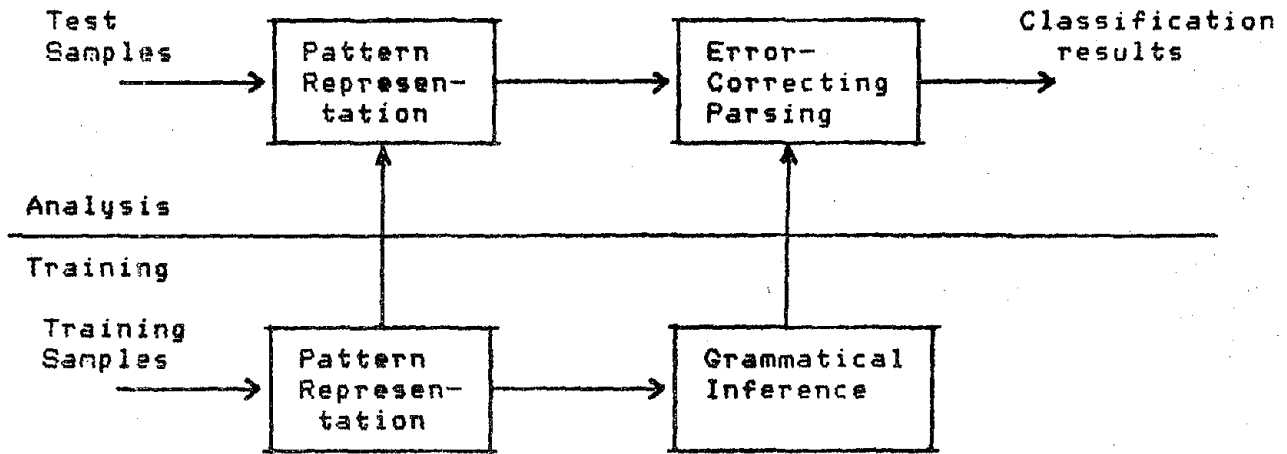 Test
Samples
Pattern
Represen-
tation
Error-
Correcting
Parsing
Classification
results
Analysis
Training
Training
Samples
Pattern
Represen-
tation
Grammatical
Inference